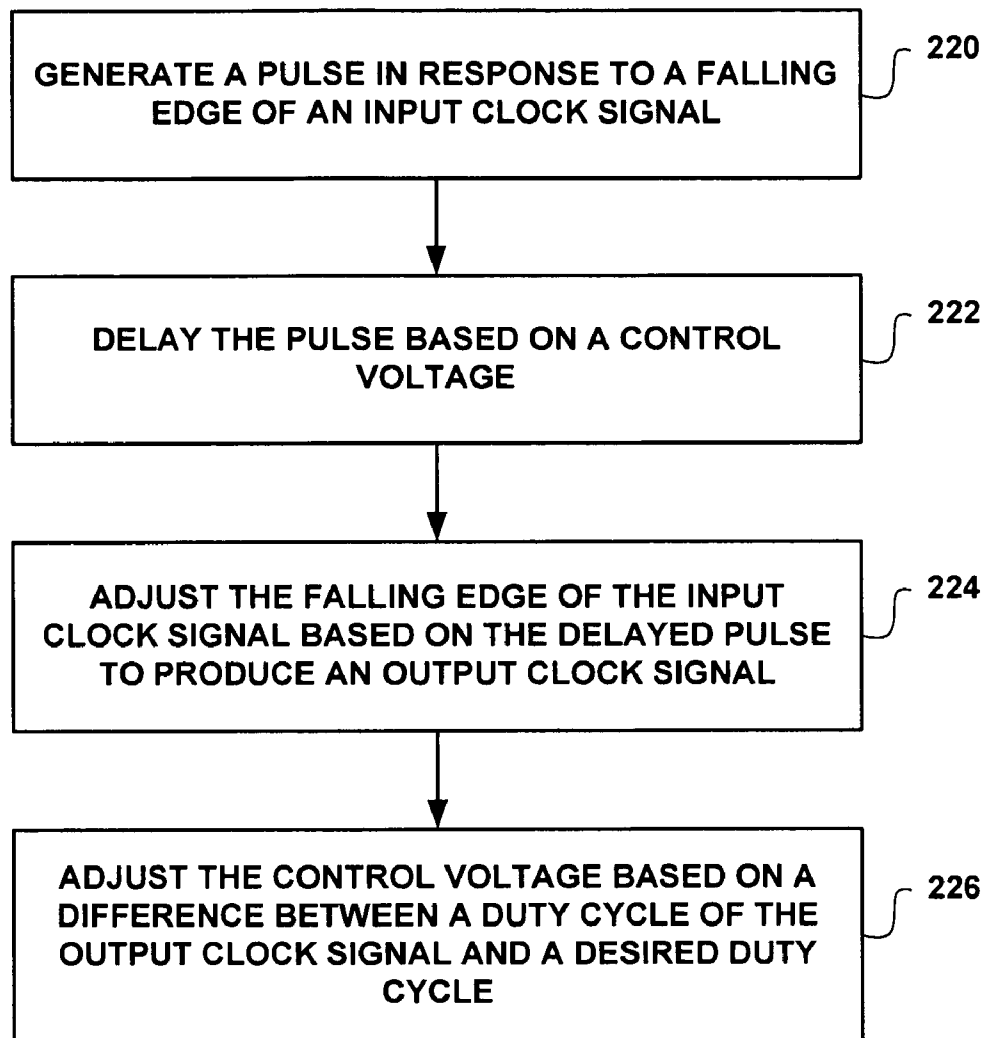 GENERATE A PULSE IN RESPONSE TO A FALLING
EDGE OF AN INPUT CLOCK SIGNAL
220
DELAY THE PULSE BASED ON A CONTROL
VOLTAGE
222
ADJUST THE FALLING EDGE OF THE INPUT
CLOCK SIGNAL BASED ON THE DELAYED PULSE
TO PRODUCE AN OUTPUT CLOCK SIGNAL
224
ADJUST THE CONTROL VOLTAGE BASED ON A
DIFFERENCE BETWEEN A DUTY CYCLE OF THE
OUTPUT CLOCK SIGNAL AND A DESIRED DUTY
CYCLE
226